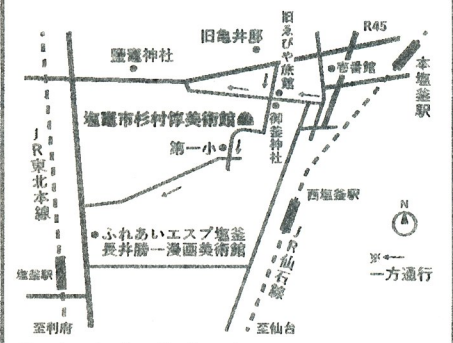 旧ゑびや旅館
R45
旧亀井邸
鹽竈神社
壱番館
本塩釜駅
塩竈市杉村惇美術館
御釜神社
第一小
JR東北本線
西塩釜駅
N
ふれあいエスプ塩釜
長井勝一漫画美術館
JR仙石線
※←
一方通行
塩釜駅
至利府
至仙台